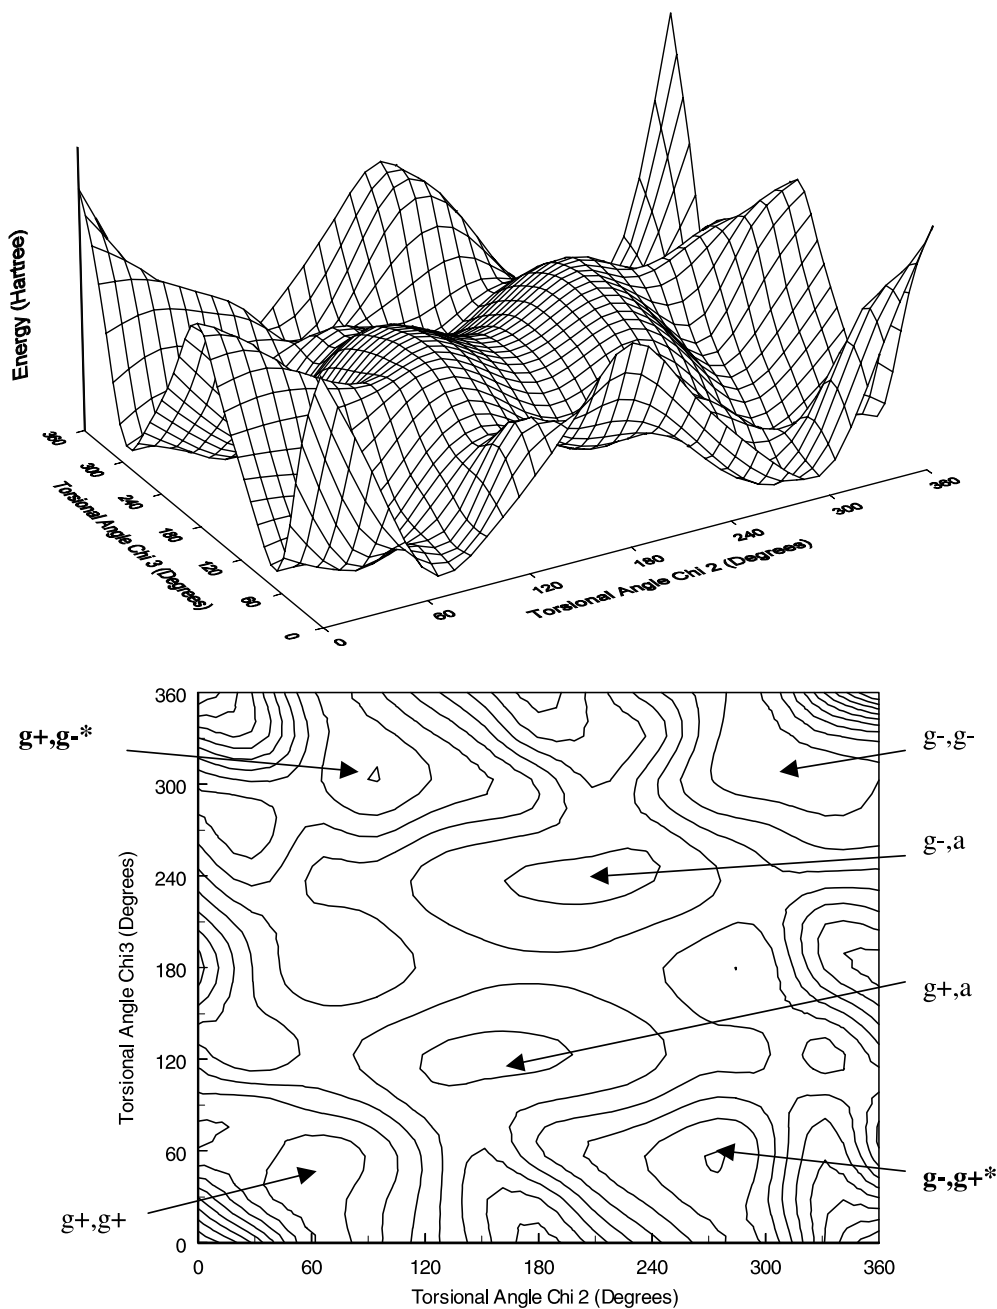 Energy (Hartree)
360
300
240
180
120
60
0
Torsional Angle Chi 3 (Degrees)
0
60
120
180
240
300
360
Torsional Angle Chi 2 (Degrees)
g+,g-*
g-,g-
g-,a
g+,a
g-,g+*
g+,g+
360
300
240
180
120
60
0
Torsional Angle Chi3 (Degrees)
0
60
120
180
240
300
360
Torsional Angle Chi 2 (Degrees)